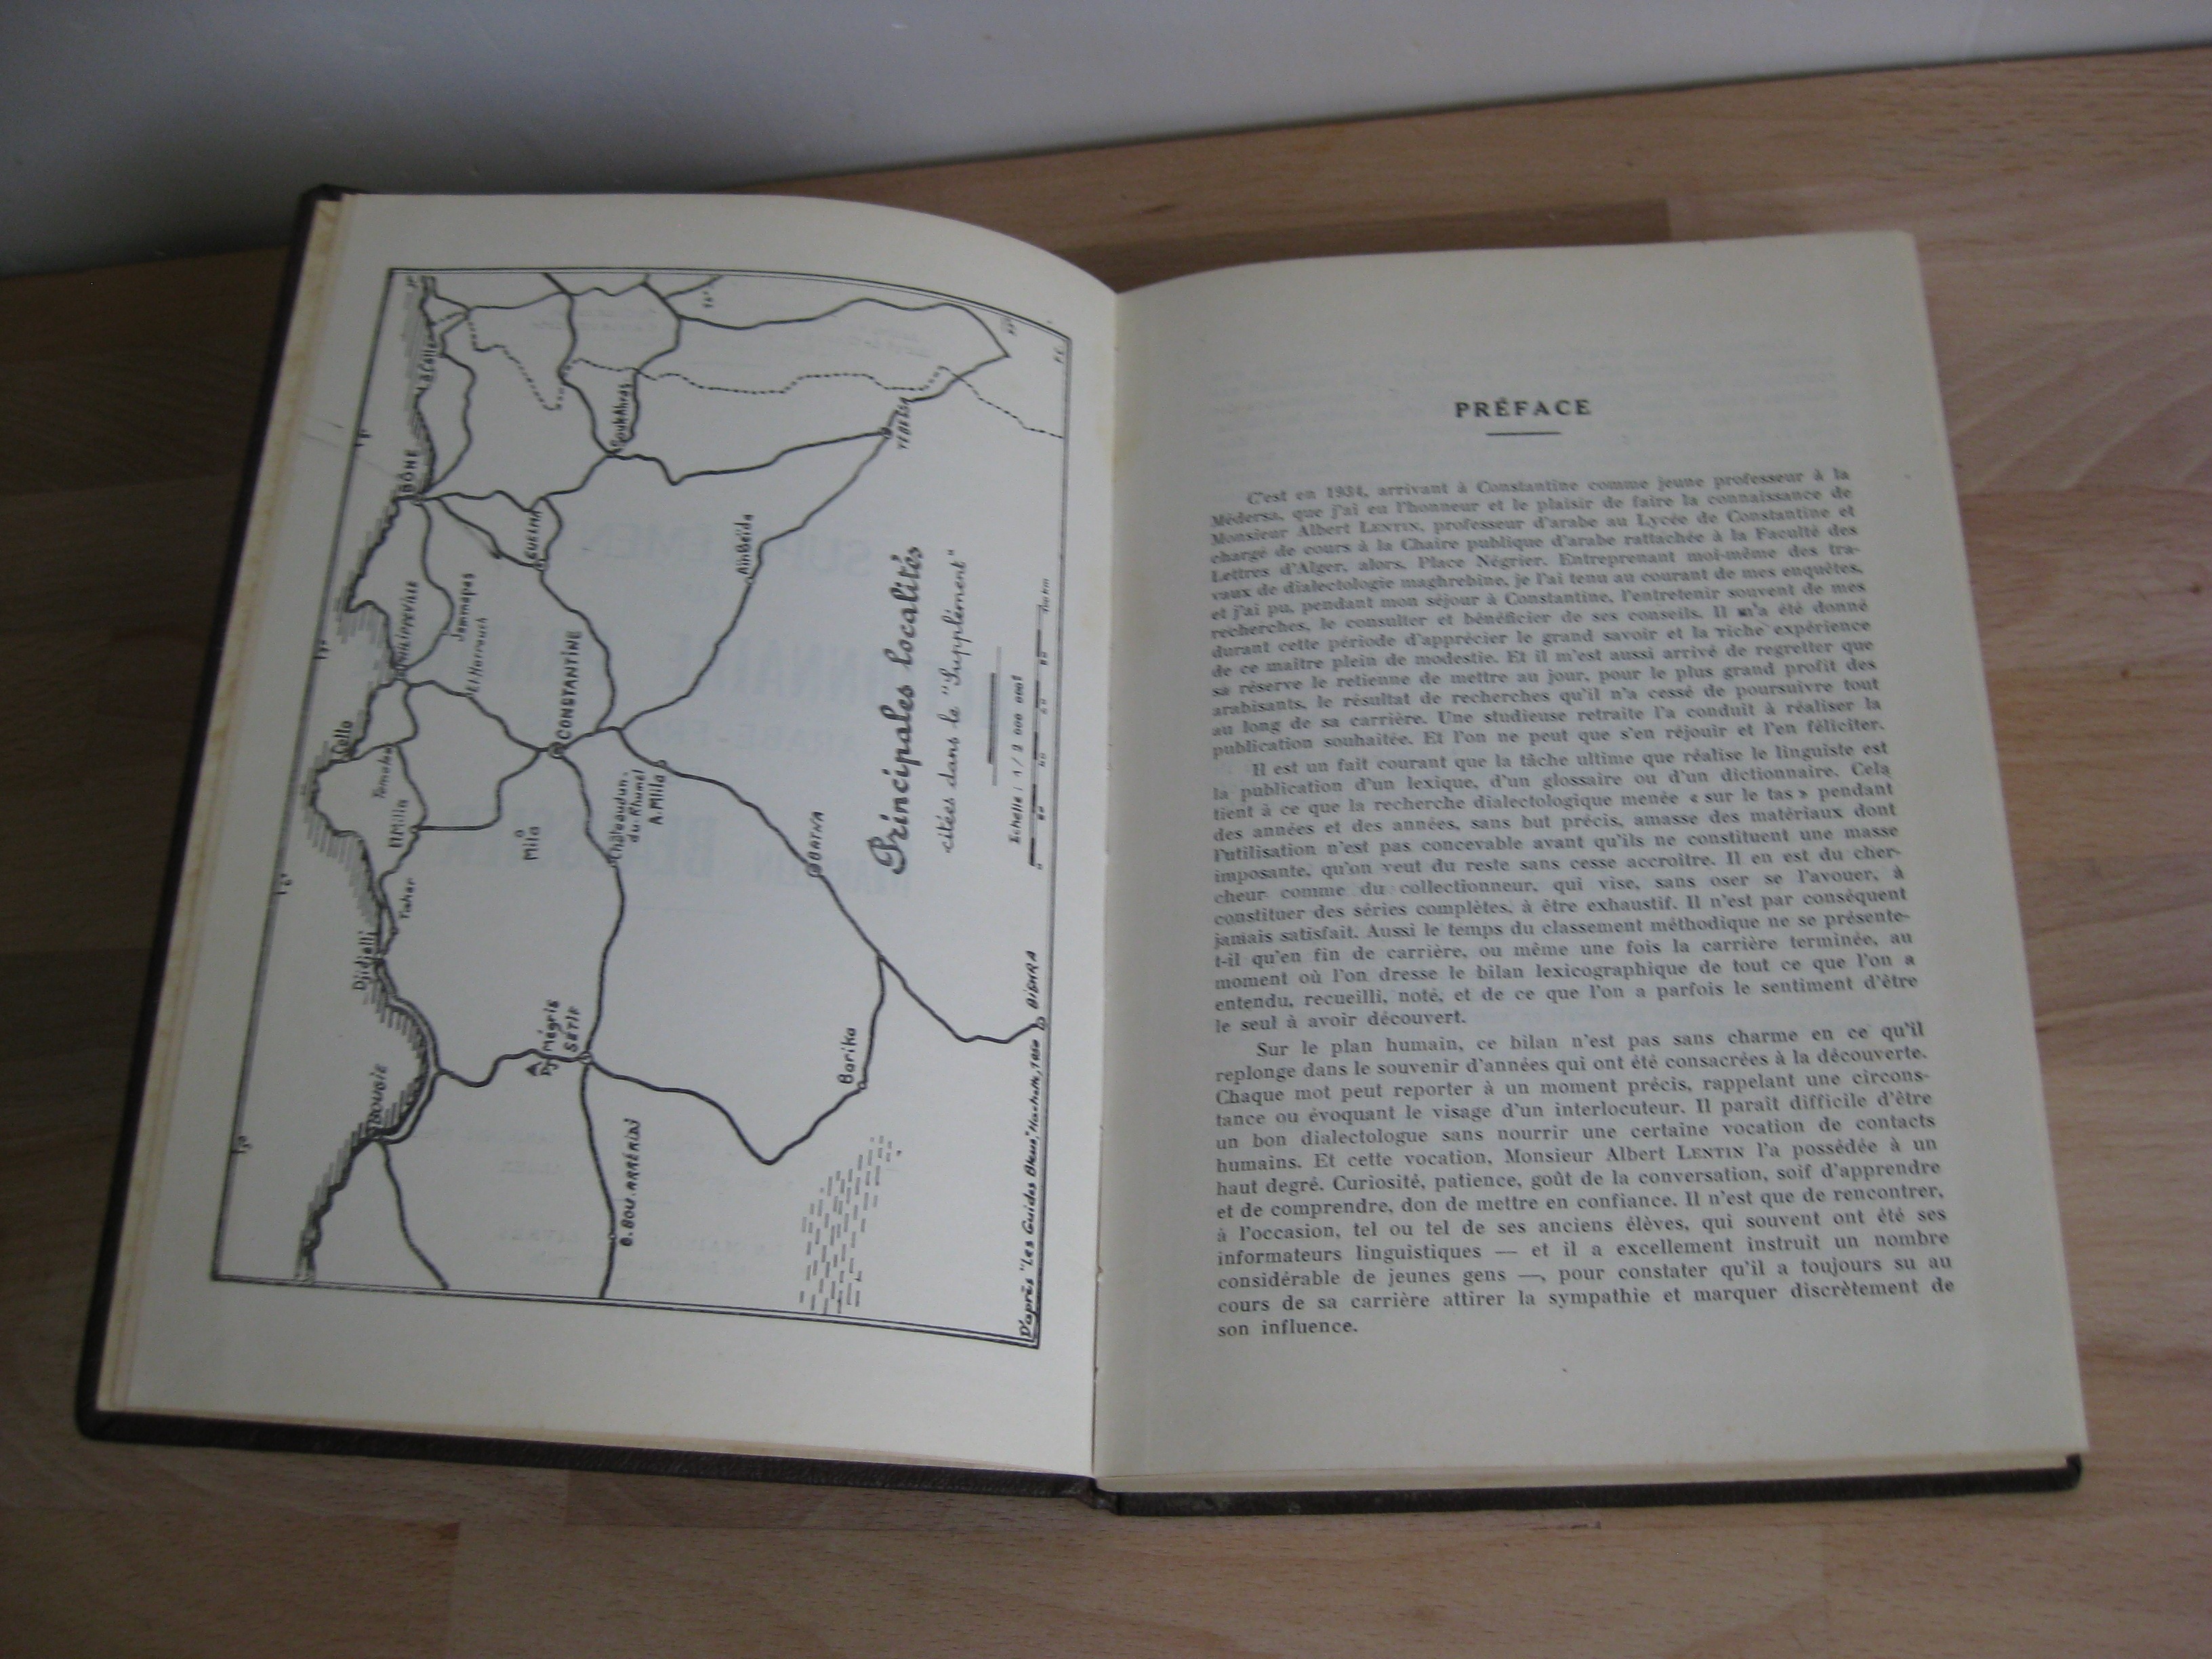 BÔNE
La Calle
Souk Ahras
TÉBESSA
GUELMA
PHILIPPEVILLE
Jemmapes
El Harrouch
AïnBeïda
CONSTANTINE
Collo
Tamalous
El Milia
Mila
Châteaudun-
du-Rhumel
A. Mlila
BATNA
Taher
Djidjelli
BOUGIE
Dj. Mégris
SÉTIF
Barika
BISKRA
B. BOU. ARRÉRIDJ
Principales localités
citées dans le "Supplément"
Echelle : 1/2 000 000e
D'après "Les Guides Bleus", Hachette, 1950
PRÉFACE
C'est en 1934, arrivant à Constantine comme jeune professeur à la
Médersa, que j'ai eu l'honneur et le plaisir de faire la connaissance de
Monsieur Albert LENTIN, professeur d'arabe au Lycée de Constantine et
chargé de cours à la Chaire publique d'arabe rattachée à la Faculté des
Lettres d'Alger, alors, Place Négrier. Entreprenant moi-même des tra-
vaux de dialectologie maghrebine, je l'ai tenu au courant de mes enquêtes,
et j'ai pu, pendant mon séjour à Constantine, l'entretenir souvent de mes
recherches, le consulter et bénéficier de ses conseils. Il m'a été donné
durant cette période d'apprécier le grand savoir et la riche expérience
de ce maître plein de modestie. Et il m'est aussi arrivé de regretter que
sa réserve le retienne de mettre au jour, pour le plus grand profit des
arabisants, le résultat de recherches qu'il n'a cessé de poursuivre tout
au long de sa carrière. Une studieuse retraite l'a conduit à réaliser la
publication souhaitée. Et l'on ne peut que s'en réjouir et l'en féliciter.
Il est un fait courant que la tâche ultime que réalise le linguiste est
la publication d'un lexique, d'un glossaire ou d'un dictionnaire. Cela
tient à ce que la recherche dialectologique menée « sur le tas » pendant
des années et des années, sans but précis, amasse des matériaux dont
l'utilisation n'est pas concevable avant qu'ils ne constituent une masse
imposante, qu'on veut du reste sans cesse accroître. Il en est du cher-
cheur comme du collectionneur, qui vise, sans oser se l'avouer, à
constituer des séries complètes, à être exhaustif. Il n'est par conséquent
jamais satisfait. Aussi le temps du classement méthodique ne se présente-
t-il qu'en fin de carrière, ou même une fois la carrière terminée, au
moment où l'on dresse le bilan lexicographique de tout ce que l'on a
entendu, recueilli, noté, et de ce que l'on a parfois le sentiment d'être
le seul à avoir découvert.
Sur le plan humain, ce bilan n'est pas sans charme en ce qu'il
replonge dans le souvenir d'années qui ont été consacrées à la découverte.
Chaque mot peut reporter à un moment précis, rappelant une circons-
tance ou évoquant le visage d'un interlocuteur. Il paraît difficile d'être
un bon dialectologue sans nourrir une certaine vocation de contacts
humains. Et cette vocation, Monsieur Albert LENTIN l'a possédée à un
haut degré. Curiosité, patience, goût de la conversation, soif d'apprendre
et de comprendre, don de mettre en confiance. Il n'est que de rencontrer,
à l'occasion, tel ou tel de ses anciens élèves, qui souvent ont été ses
informateurs linguistiques — et il a excellement instruit un nombre
considérable de jeunes gens —, pour constater qu'il a toujours su au
cours de sa carrière attirer la sympathie et marquer discrètement de
son influence.